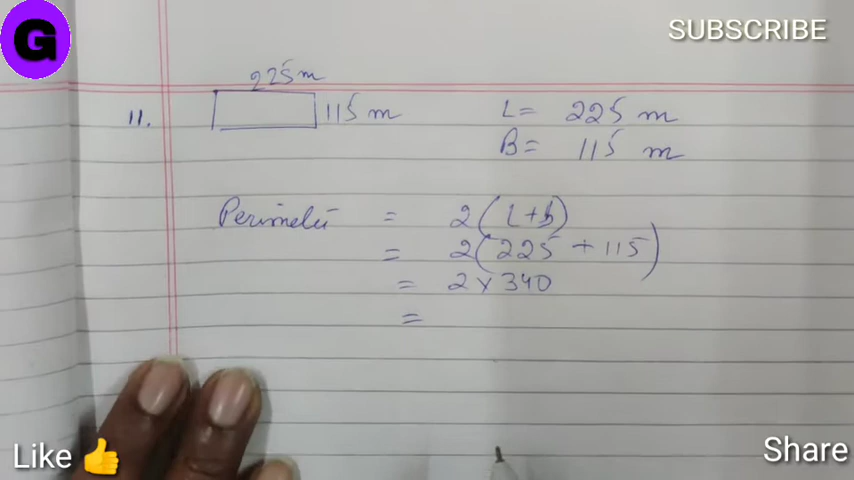 G
SUBSCRIBE
225m
11.
115 m
L= 225 m
B= 115 m
Perimeter = 2(L+b)
= 2(225 + 115)
= 2×340
=
Like 👍
Share